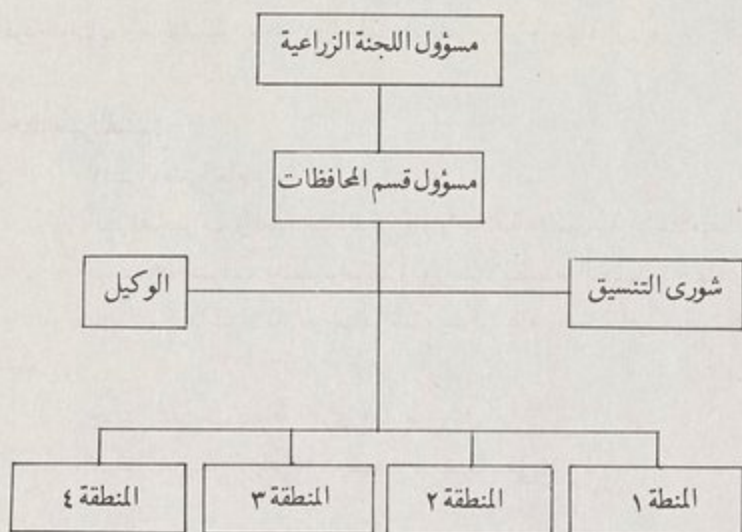 مسؤول اللجنة الزراعية
مسؤول قسم المحافظات
شورى التنسيق
الوكيل
المنطة ١
المنطقة ٢
المنطقة ٣
المنطقة ٤